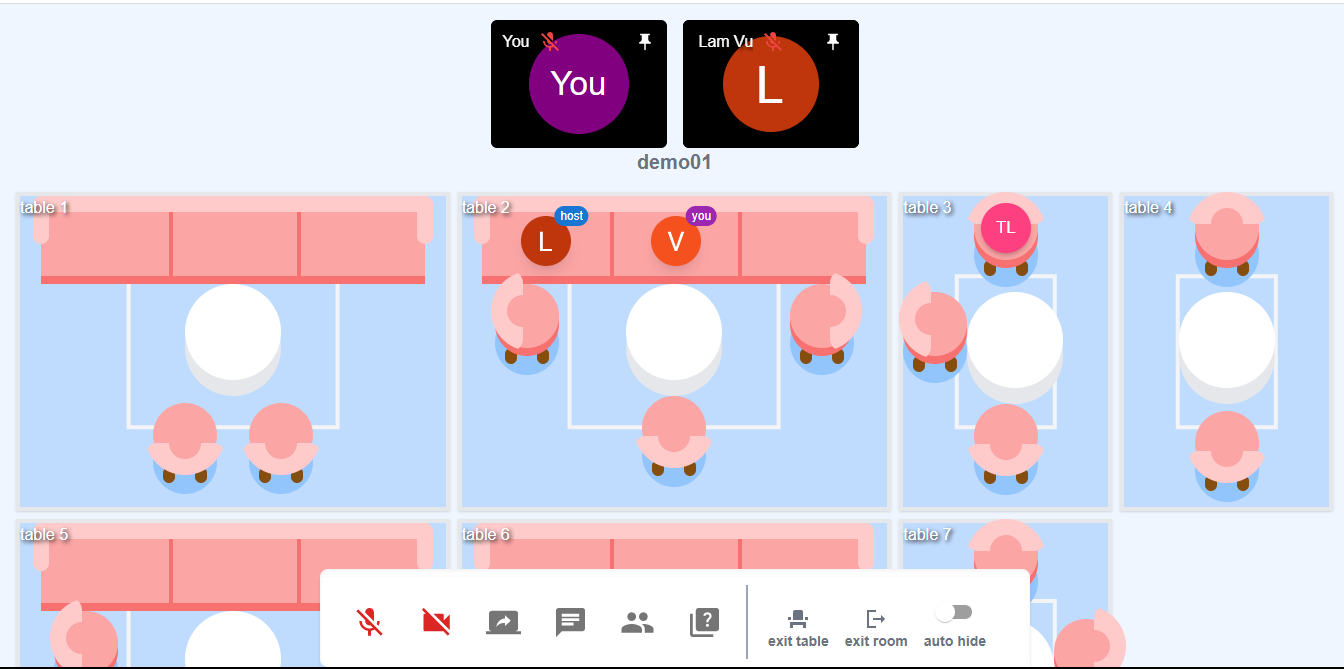 You
You
Lam Vu
L
demo01
table 1
table 2
L
host
V
you
table 3
TL
table 4
table 5
table 6
table 7
?
exit table
exit room
auto hide